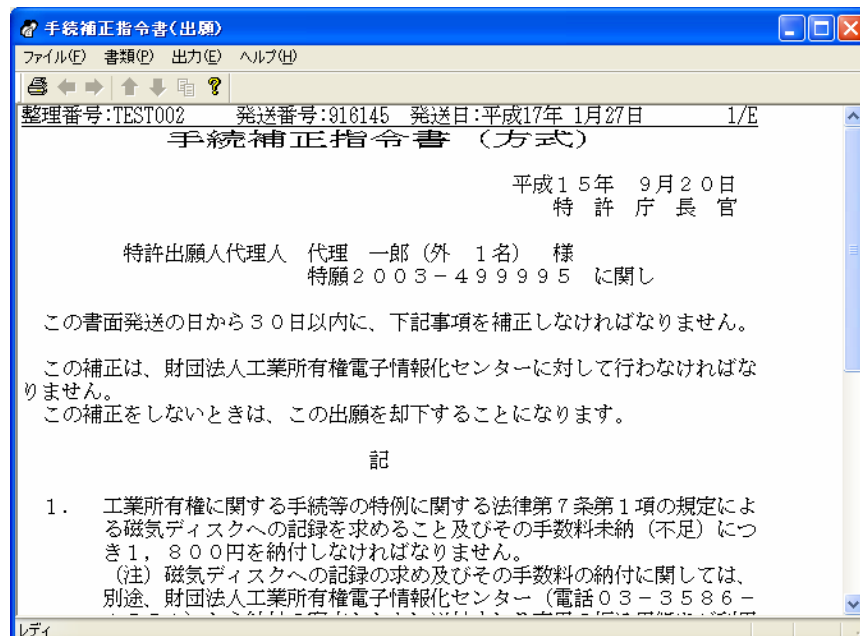 手続補正指令書(出願)
ファイル(F) 書類(P) 出力(E) ヘルプ(H)
整理番号:TEST002 発送番号:916145 発送日:平成17年 1月27日 1/E
手続補正指令書(方式)
平成15年 9月20日
特許庁長官
特許出願人代理人 代理 一郎(外 1名) 様
特願2003-499995 に関し
この書面発送の日から30日以内に、下記事項を補正しなければなりません。
この補正は、財団法人工業所有権電子情報化センターに対して行わなければな
りません。
この補正をしないときは、この出願を却下することになります。
記
1. 工業所有権に関する手続等の特例に関する法律第7条第1項の規定によ
る磁気ディスクへの記録を求めること及びその手数料未納(不足)につ
き1,800円を納付しなければなりません。
(注)磁気ディスクへの記録の求め及びその手数料の納付に関しては、
別途、財団法人工業所有権電子情報化センター(電話03-3586-
レディ